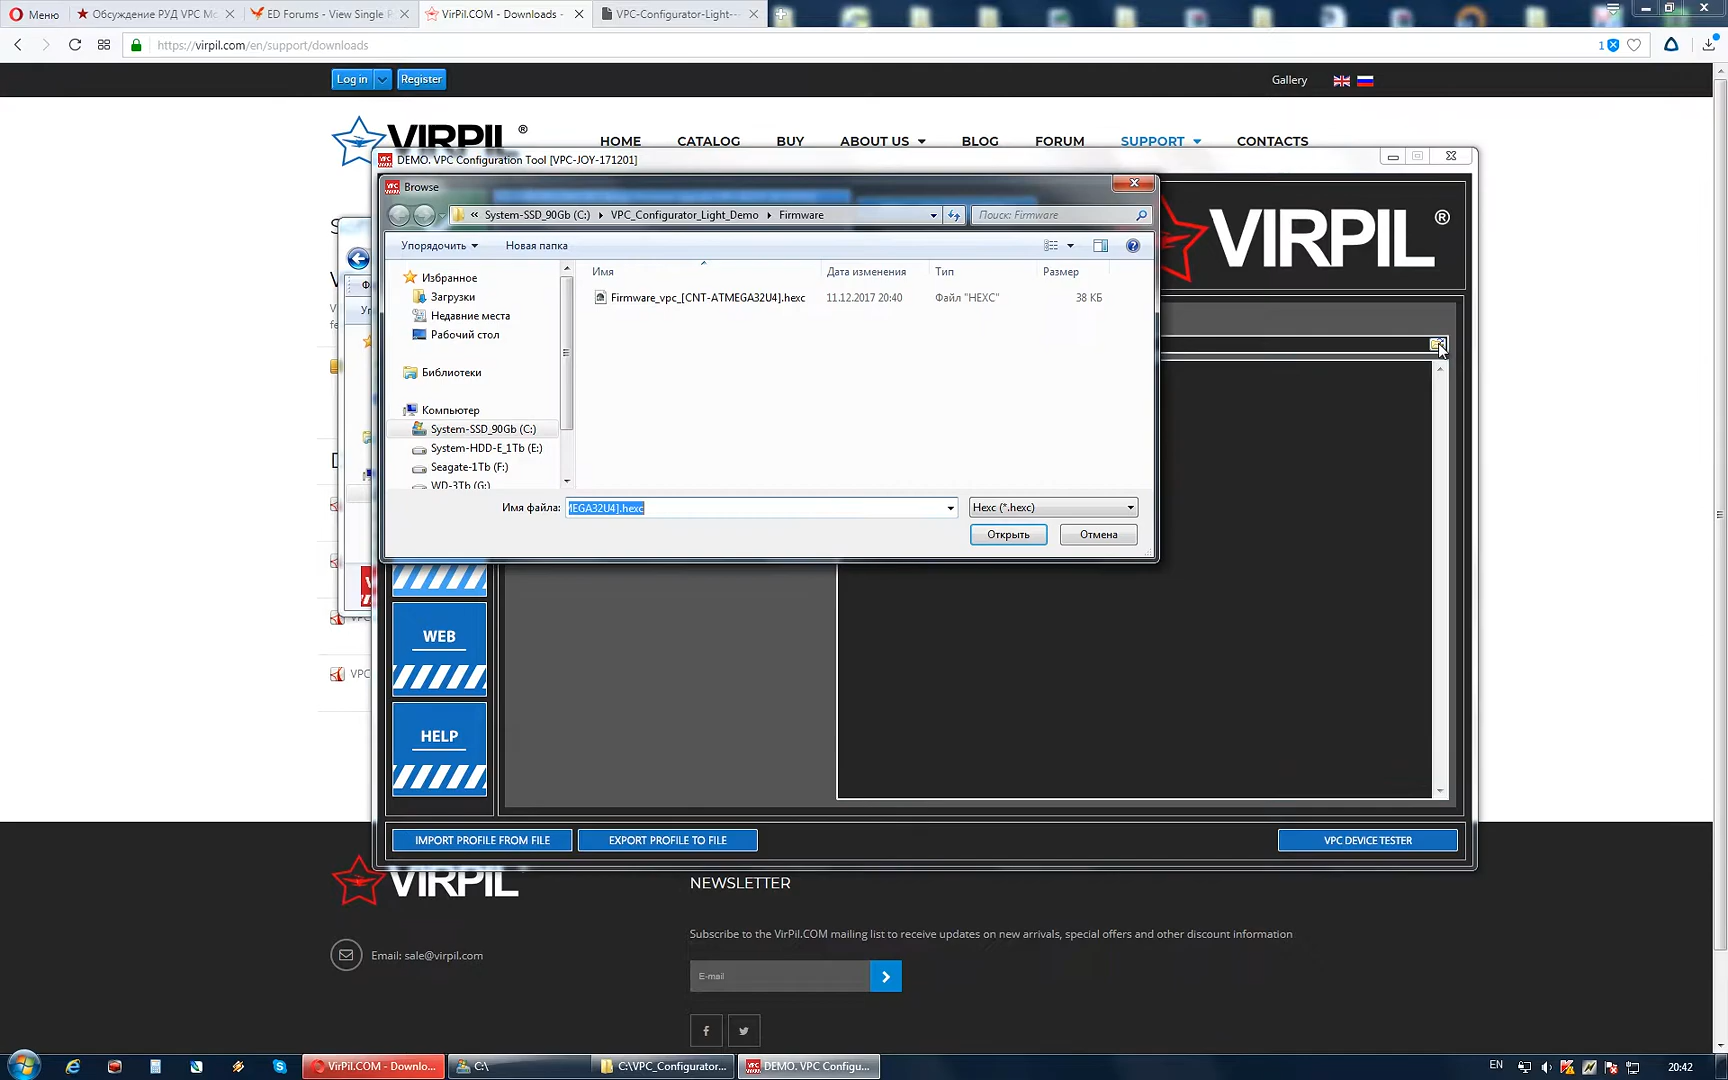 Меню
Обсуждение РУД VPC Mo
ED Forums - View Single P
VirPil.COM - Downloads -
VPC-Configurator-Light--
https://virpil.com/en/support/downloads
1
Log in
Register
Gallery
VIRPIL ®
HOME
CATALOG
BUY
ABOUT US
BLOG
FORUM
SUPPORT
CONTACTS
DEMO. VPC Configuration Tool [VPC-JOY-171201]
Browse
« System-SSD_90Gb (C:) VPC_Configurator_Light_Demo Firmware
Поиск: Firmware
VIRPIL ®
Упорядочить
Новая папка
Имя
Дата изменения
Тип
Размер
Избранное
Загрузки
Недавние места
Рабочий стол
Библиотеки
Компьютер
System-SSD_90Gb (C:)
System-HDD-E_1Tb (E:)
Seagate-1Tb (F:)
WD-3Tb (G:)
Firmware_vpc_[CNT-ATMEGA32U4].hexc
11.12.2017 20:40
Файл "HEXC"
38 КБ
Имя файла:
MEGA32U4].hexc
Hexc (*.hexc)
Открыть
Отмена
WEB
VPC
HELP
IMPORT PROFILE FROM FILE
EXPORT PROFILE TO FILE
VPC DEVICE TESTER
VIRPIL
NEWSLETTER
Subscribe to the VirPil.COM mailing list to receive updates on new arrivals, special offers and other discount information
Email: sale@virpil.com
E-mail
VirPil.COM - Downlo...
C:\
C:\VPC_Configurator...
DEMO. VPC Configu...
EN
20:42